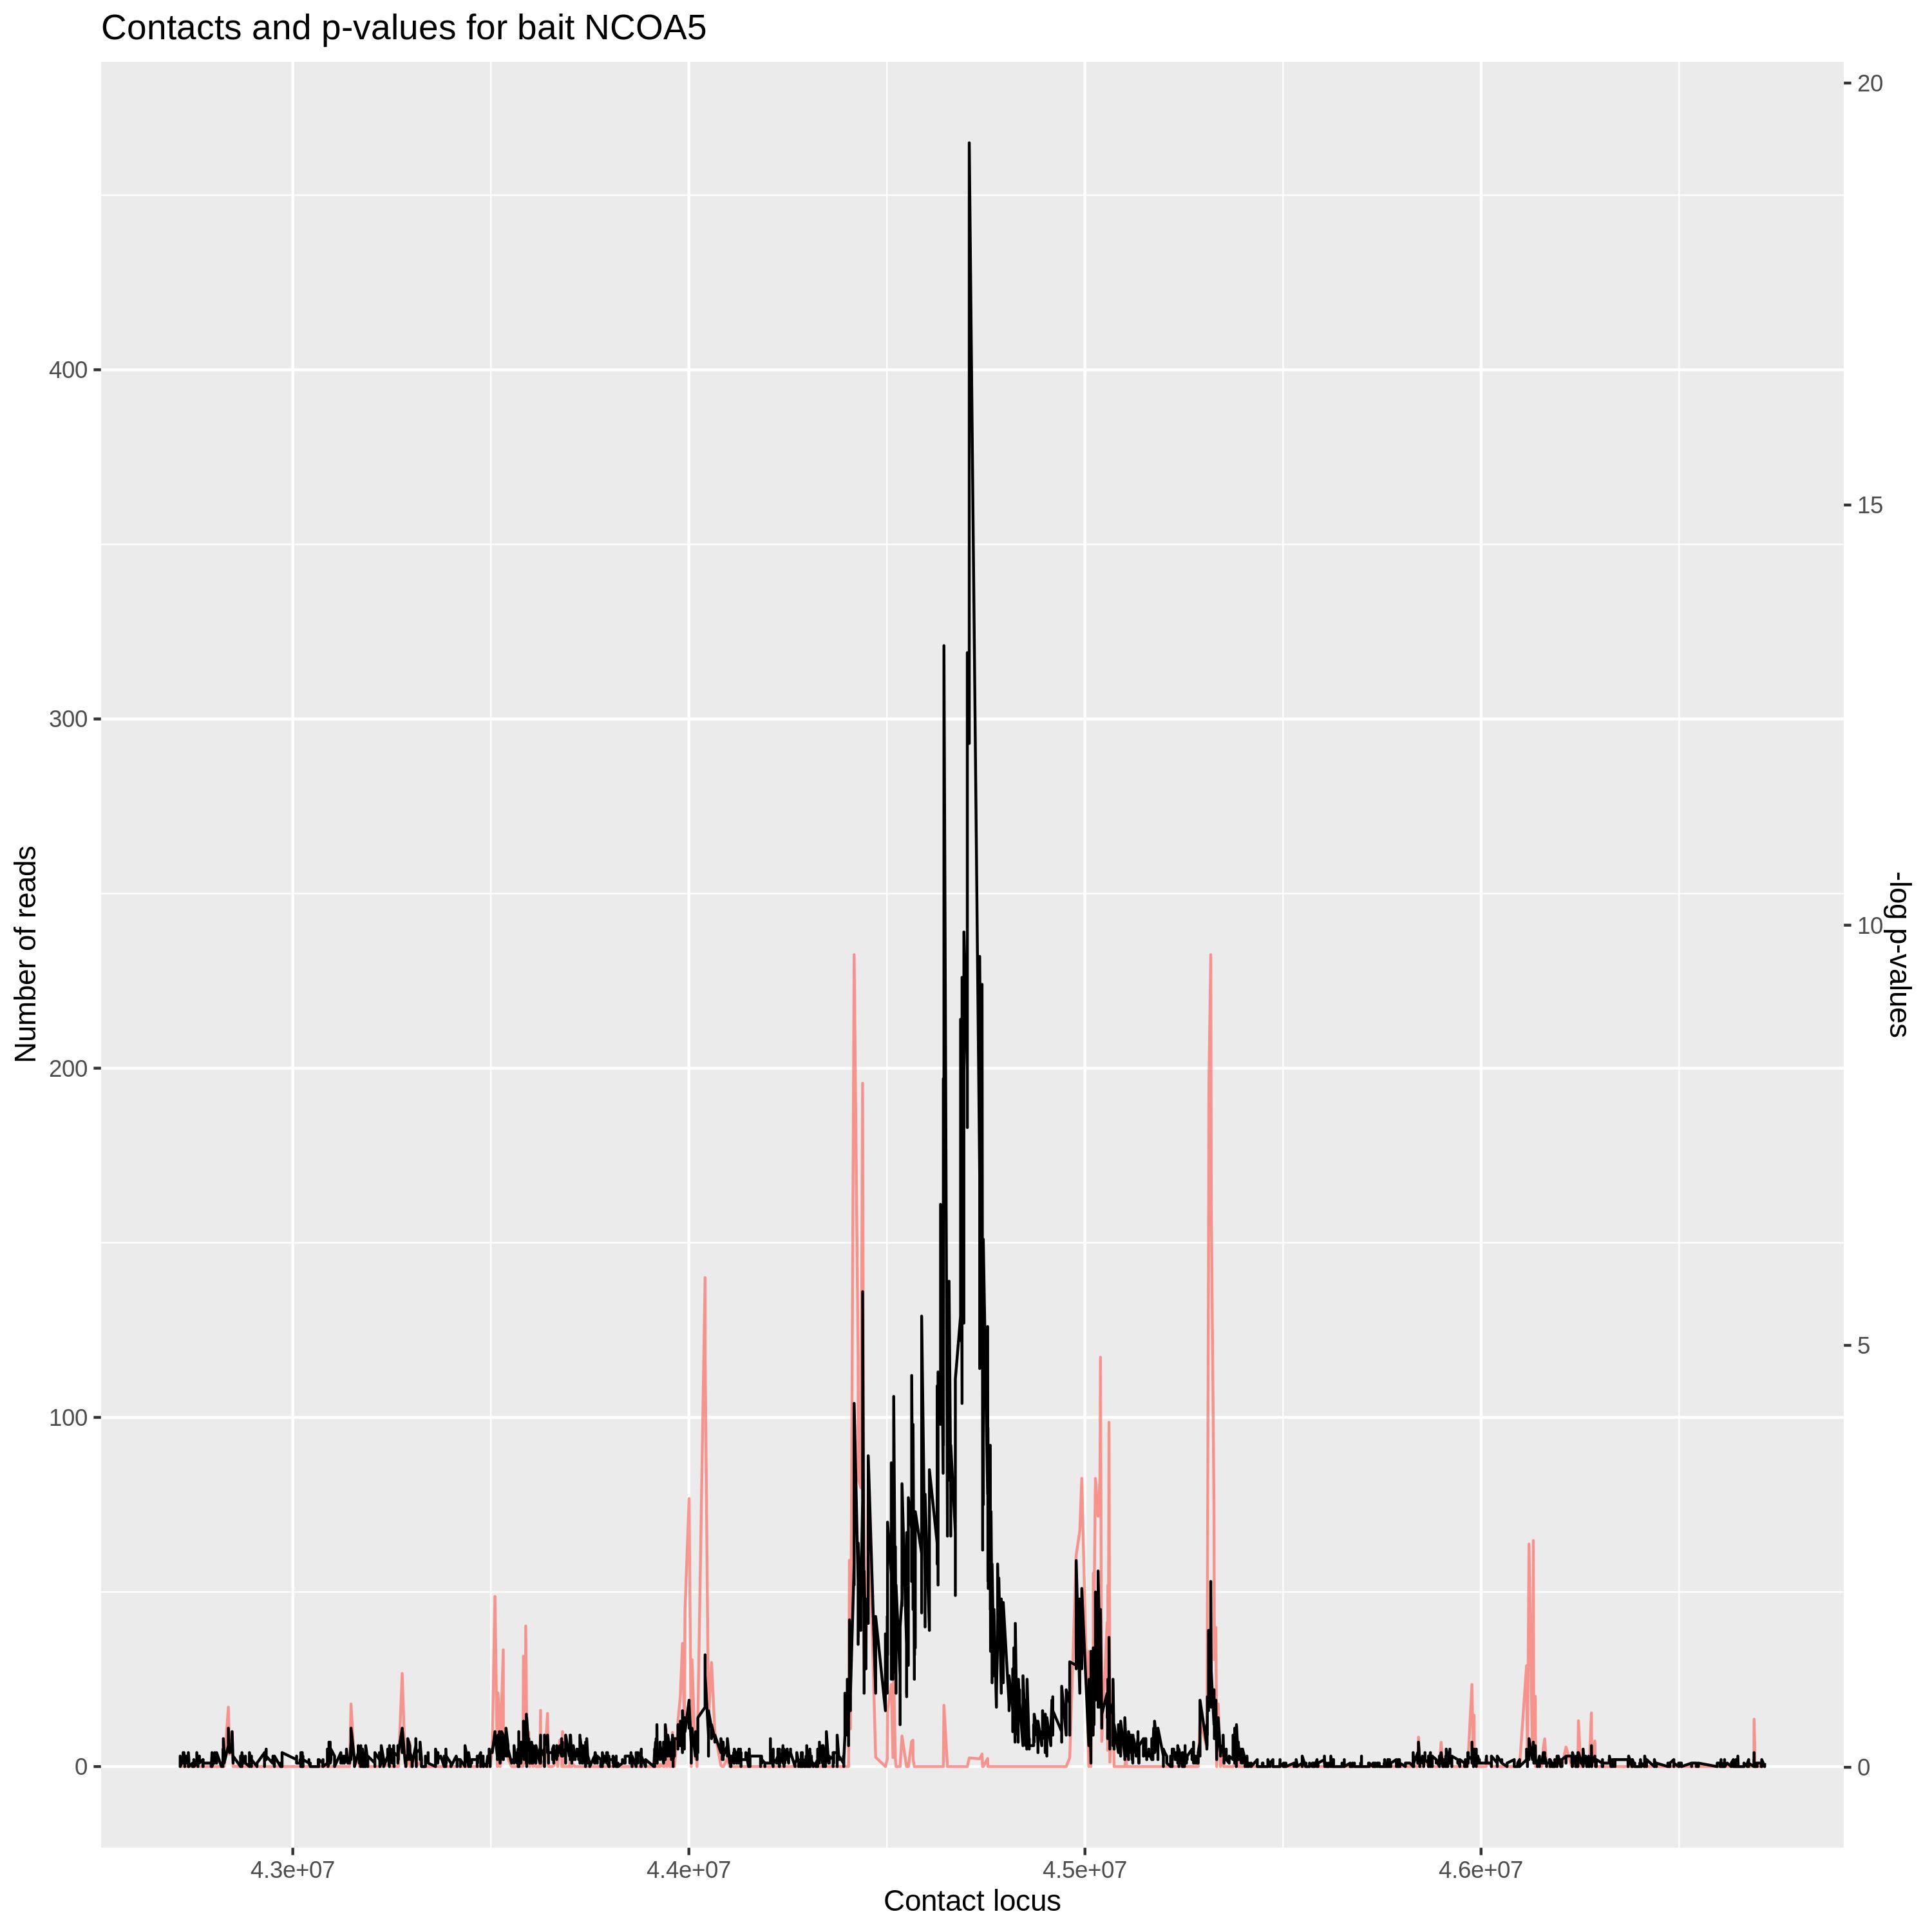 Contacts and p-values for bait NCOA5
Number of reads
400
300
200
100
0
20
15
10
5
0
-log p-values
4.3e+07
4.4e+07
4.5e+07
4.6e+07
Contact locus